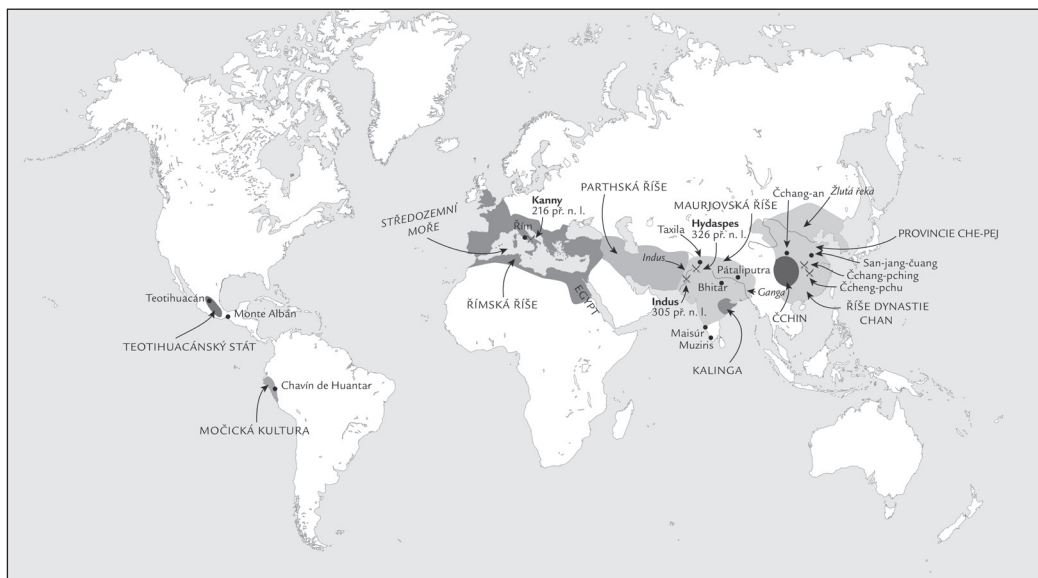 STŘEDOZEMNÍ
MOŘE
Řím
Kanny
216 př. n. l.
PARTHSKÁ ŘÍŠE
MAURJOVSKÁ ŘÍŠE
Taxila
Hydaspes
326 př. n. l.
Indus
Čchang-an
Žlutá řeka
PROVINCIE CHE-PEJ
San-jang-čuang
Čchang-pching
Čcheng-pchu
ŘÍŠE DYNASTIE
CHAN
ČCHIN
Pátaliputra
Bhitár
Ganga
Indus
305 př. n. l.
Maisúr
Muziris
KALINGA
EGYPT
ŘÍMSKÁ ŘÍŠE
Teotihuacán
Monte Albán
TEOTIHUACÁNSKÝ STÁT
Chavín de Huantar
MOČICKÁ KULTURA